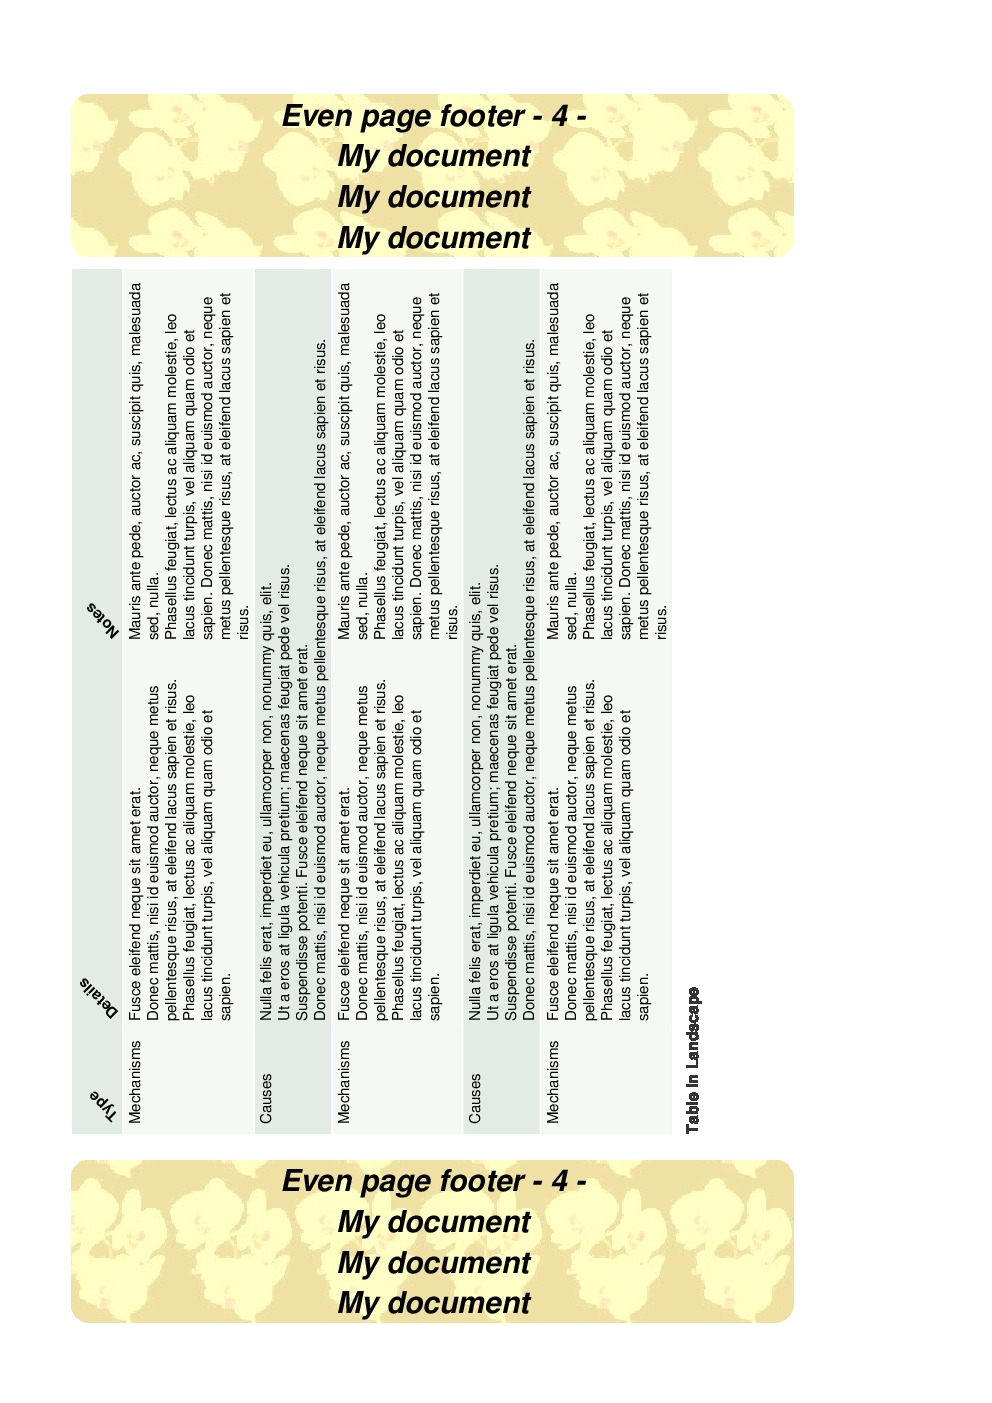 Even page footer - 4 -
My document
My document
My document
Type Details Notes
Mechanisms
Fusce eleifend neque sit amet erat.
Donec mattis, nisi id euismod auctor, neque metus
pellentesque risus, at eleifend lacus sapien et risus.
Phasellus feugiat, lectus ac aliquam molestie, leo
lacus tincidunt turpis, vel aliquam quam odio et
sapien.
Mauris ante pede, auctor ac, suscipit quis, malesuada
sed, nulla.
Phasellus feugiat, lectus ac aliquam molestie, leo
lacus tincidunt turpis, vel aliquam quam odio et
sapien. Donec mattis, nisi id euismod auctor, neque
metus pellentesque risus, at eleifend lacus sapien et
risus.
Causes
Nulla felis erat, imperdiet eu, ullamcorper non, nonummy quis, elit.
Ut a eros at ligula vehicula pretium; maecenas feugiat pede vel risus.
Suspendisse potenti. Fusce eleifend neque sit amet erat.
Donec mattis, nisi id euismod auctor, neque metus pellentesque risus, at eleifend lacus sapien et risus.
Mechanisms
Fusce eleifend neque sit amet erat.
Donec mattis, nisi id euismod auctor, neque metus
pellentesque risus, at eleifend lacus sapien et risus.
Phasellus feugiat, lectus ac aliquam molestie, leo
lacus tincidunt turpis, vel aliquam quam odio et
sapien.
Mauris ante pede, auctor ac, suscipit quis, malesuada
sed, nulla.
Phasellus feugiat, lectus ac aliquam molestie, leo
lacus tincidunt turpis, vel aliquam quam odio et
sapien. Donec mattis, nisi id euismod auctor, neque
metus pellentesque risus, at eleifend lacus sapien et
risus.
Causes
Nulla felis erat, imperdiet eu, ullamcorper non, nonummy quis, elit.
Ut a eros at ligula vehicula pretium; maecenas feugiat pede vel risus.
Suspendisse potenti. Fusce eleifend neque sit amet erat.
Donec mattis, nisi id euismod auctor, neque metus pellentesque risus, at eleifend lacus sapien et risus.
Mechanisms
Fusce eleifend neque sit amet erat.
Donec mattis, nisi id euismod auctor, neque metus
pellentesque risus, at eleifend lacus sapien et risus.
Phasellus feugiat, lectus ac aliquam molestie, leo
lacus tincidunt turpis, vel aliquam quam odio et
sapien.
Mauris ante pede, auctor ac, suscipit quis, malesuada
sed, nulla.
Phasellus feugiat, lectus ac aliquam molestie, leo
lacus tincidunt turpis, vel aliquam quam odio et
sapien. Donec mattis, nisi id euismod auctor, neque
metus pellentesque risus, at eleifend lacus sapien et
risus.
Table in Landscape
Even page footer - 4 -
My document
My document
My document